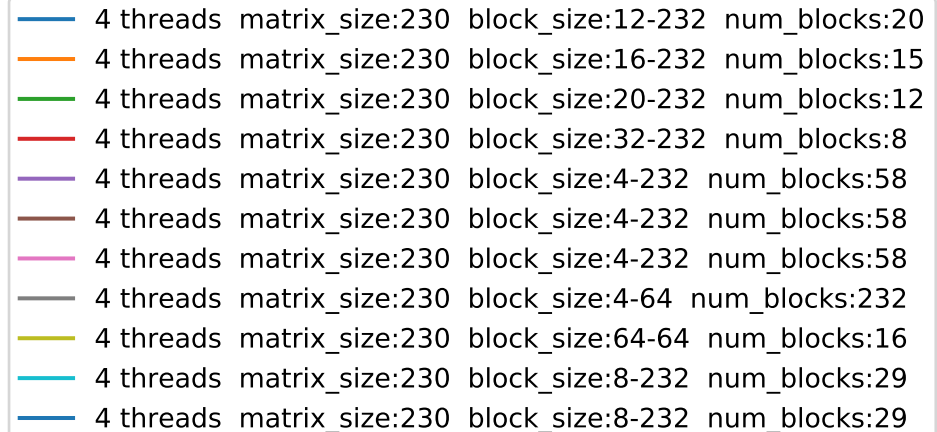 4 threads  matrix_size:230  block_size:12-232  num_blocks:20
4 threads  matrix_size:230  block_size:16-232  num_blocks:15
4 threads  matrix_size:230  block_size:20-232  num_blocks:12
4 threads  matrix_size:230  block_size:32-232  num_blocks:8
4 threads  matrix_size:230  block_size:4-232  num_blocks:58
4 threads  matrix_size:230  block_size:4-232  num_blocks:58
4 threads  matrix_size:230  block_size:4-232  num_blocks:58
4 threads  matrix_size:230  block_size:4-64  num_blocks:232
4 threads  matrix_size:230  block_size:64-64  num_blocks:16
4 threads  matrix_size:230  block_size:8-232  num_blocks:29
4 threads  matrix_size:230  block_size:8-232  num_blocks:29